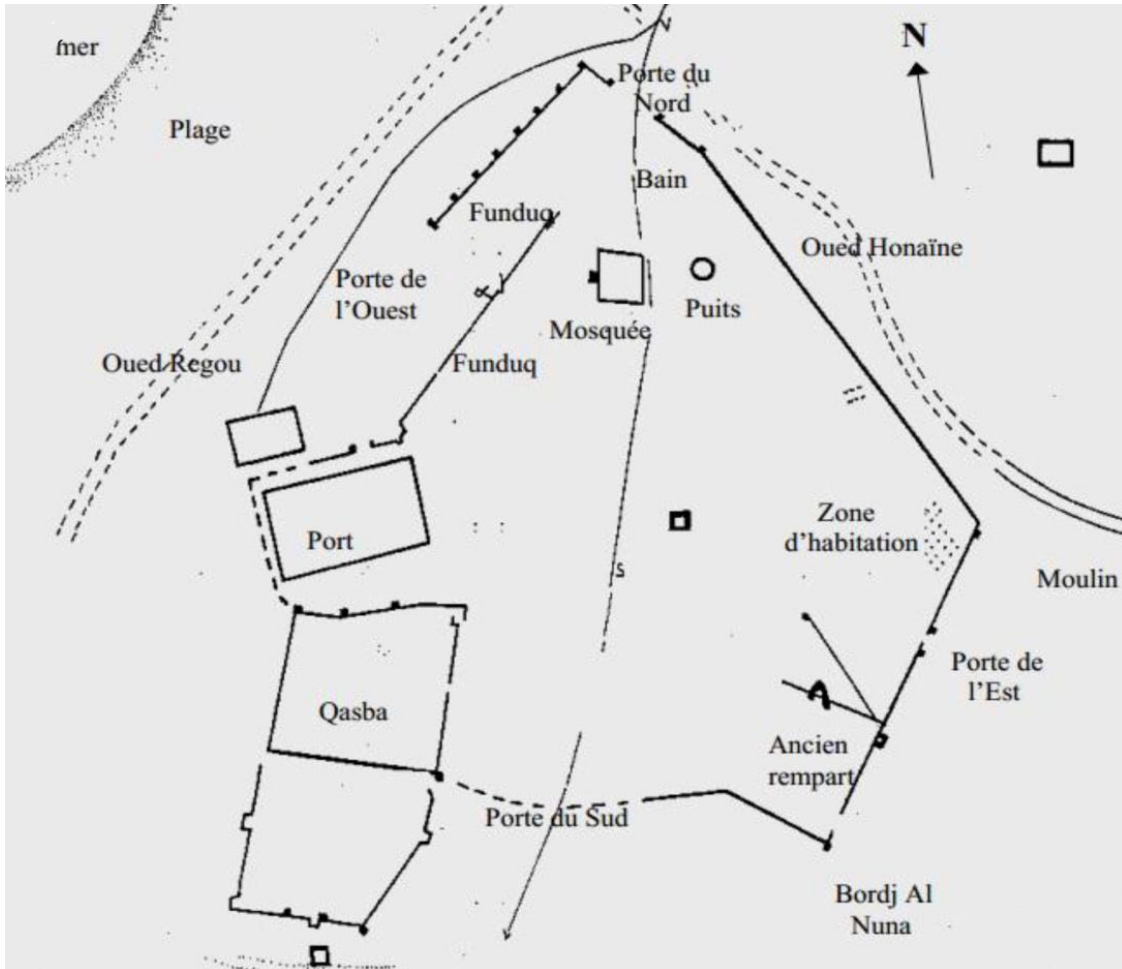 mer
N
Porte du
Nord
Plage
Bain
Funduq
Oued Honaïne
Porte de
l'Ouest
Puits
Mosquée
Oued Regou
Funduq
Zone
d'habitation
Port
Moulin
Porte de
l'Est
Qasba
Ancien
rempart
Porte du Sud
Bordj Al
Nuna